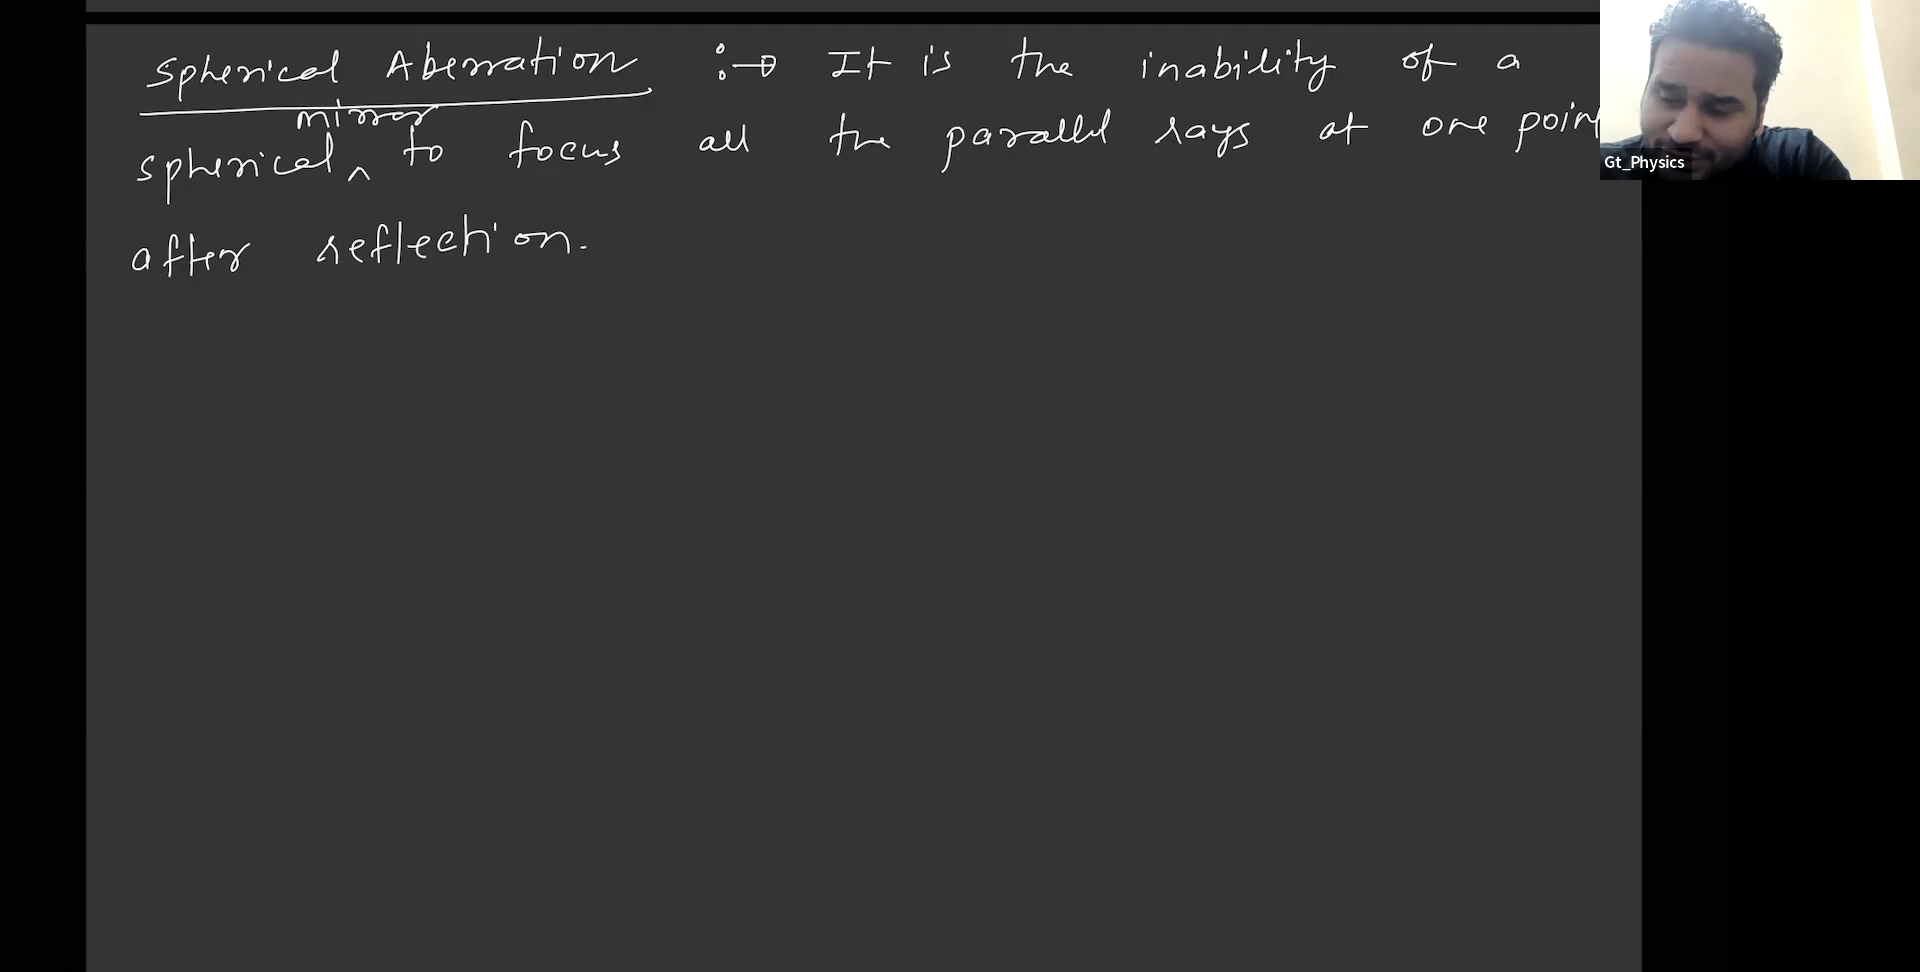 Spherical Aberration :→ It is the inability of a
mirror
spherical ^ to focus all the parallel rays at one poin
after reflection.
Gt_Physics